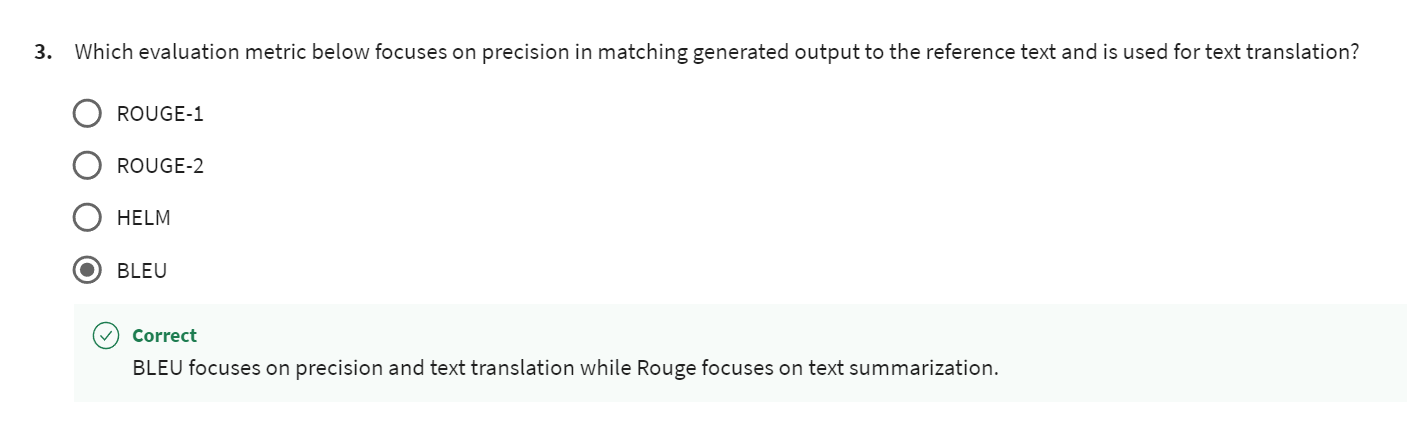 3. Which evaluation metric below focuses on precision in matching generated output to the reference text and is used for text translation?
ROUGE-1
ROUGE-2
HELM
BLEU
Correct
BLEU focuses on precision and text translation while Rouge focuses on text summarization.